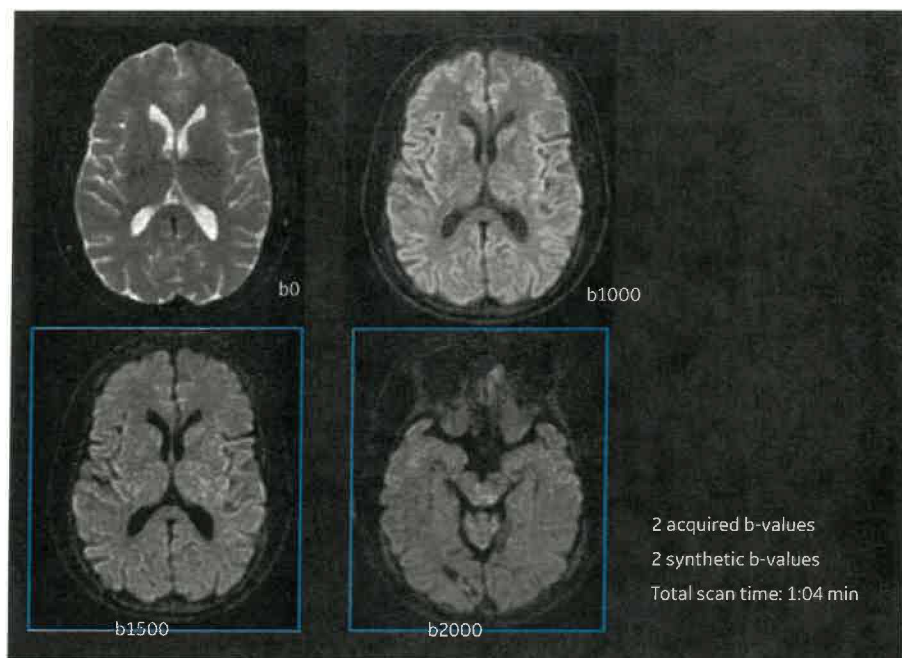 b0
b1000
b1500
b2000
2 acquired b-values
2 synthetic b-values
Total scan time: 1:04 min